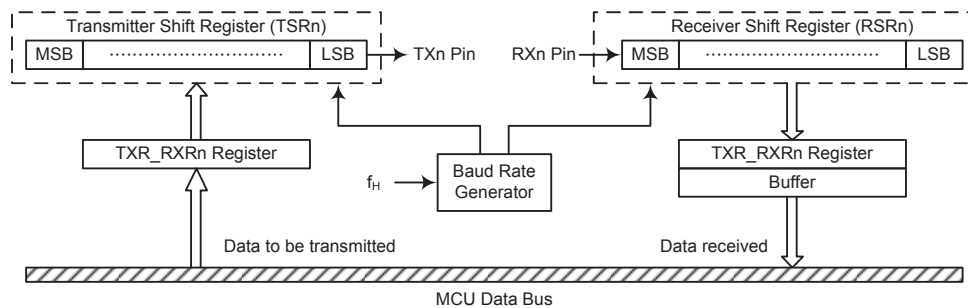 Transmitter Shift Register (TSRn)
MSB ………………………… LSB
TXn Pin
RXn Pin
Receiver Shift Register (RSRn)
MSB ………………………… LSB
TXR_RXRn Register
fH
Baud Rate
Generator
TXR_RXRn Register
Buffer
Data to be transmitted
Data received
MCU Data Bus